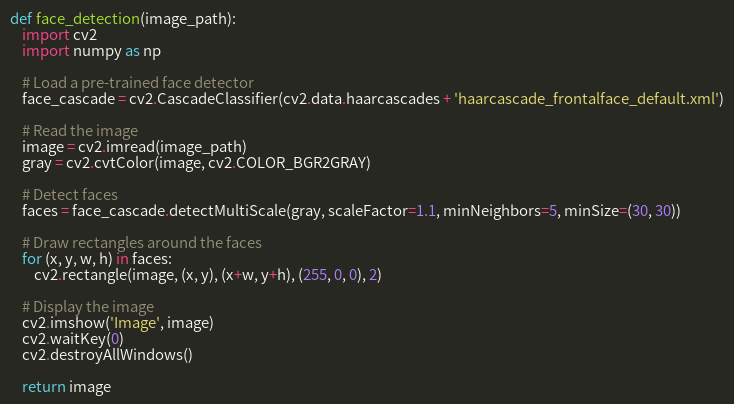 def face_detection(image_path):
    import cv2
    import numpy as np

    # Load a pre-trained face detector
    face_cascade = cv2.CascadeClassifier(cv2.data.haarcascades + 'haarcascade_frontalface_default.xml')

    # Read the image
    image = cv2.imread(image_path)
    gray = cv2.cvtColor(image, cv2.COLOR_BGR2GRAY)

    # Detect faces
    faces = face_cascade.detectMultiScale(gray, scaleFactor=1.1, minNeighbors=5, minSize=(30, 30))

    # Draw rectangles around the faces
    for (x, y, w, h) in faces:
        cv2.rectangle(image, (x, y), (x+w, y+h), (255, 0, 0), 2)

    # Display the image
    cv2.imshow('Image', image)
    cv2.waitKey(0)
    cv2.destroyAllWindows()

    return image